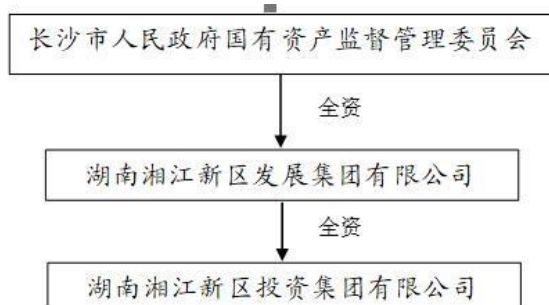 长沙市人民政府国有资产监督管理委员会
全资
湖南湘江新区发展集团有限公司
全资
湖南湘江新区投资集团有限公司